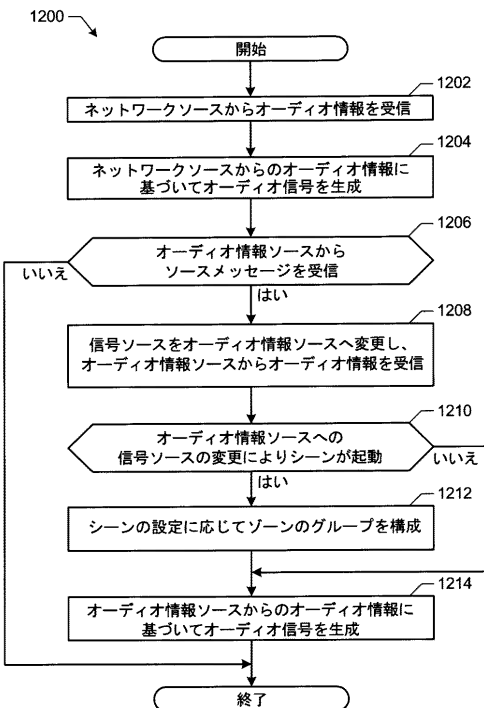 1200
開始
1202
ネットワークソースからオーディオ情報を受信
1204
ネットワークソースからのオーディオ情報に
基づいてオーディオ信号を生成
1206
オーディオ情報ソースから
ソースメッセージを受信
いいえ
はい
1208
信号ソースをオーディオ情報ソースへ変更し、
オーディオ情報ソースからオーディオ情報を受信
1210
オーディオ情報ソースへの
信号ソースの変更によりシーンが起動
いいえ
はい
1212
シーンの設定に応じてゾーンのグループを構成
1214
オーディオ情報ソースからのオーディオ情報に
基づいてオーディオ信号を生成
終了